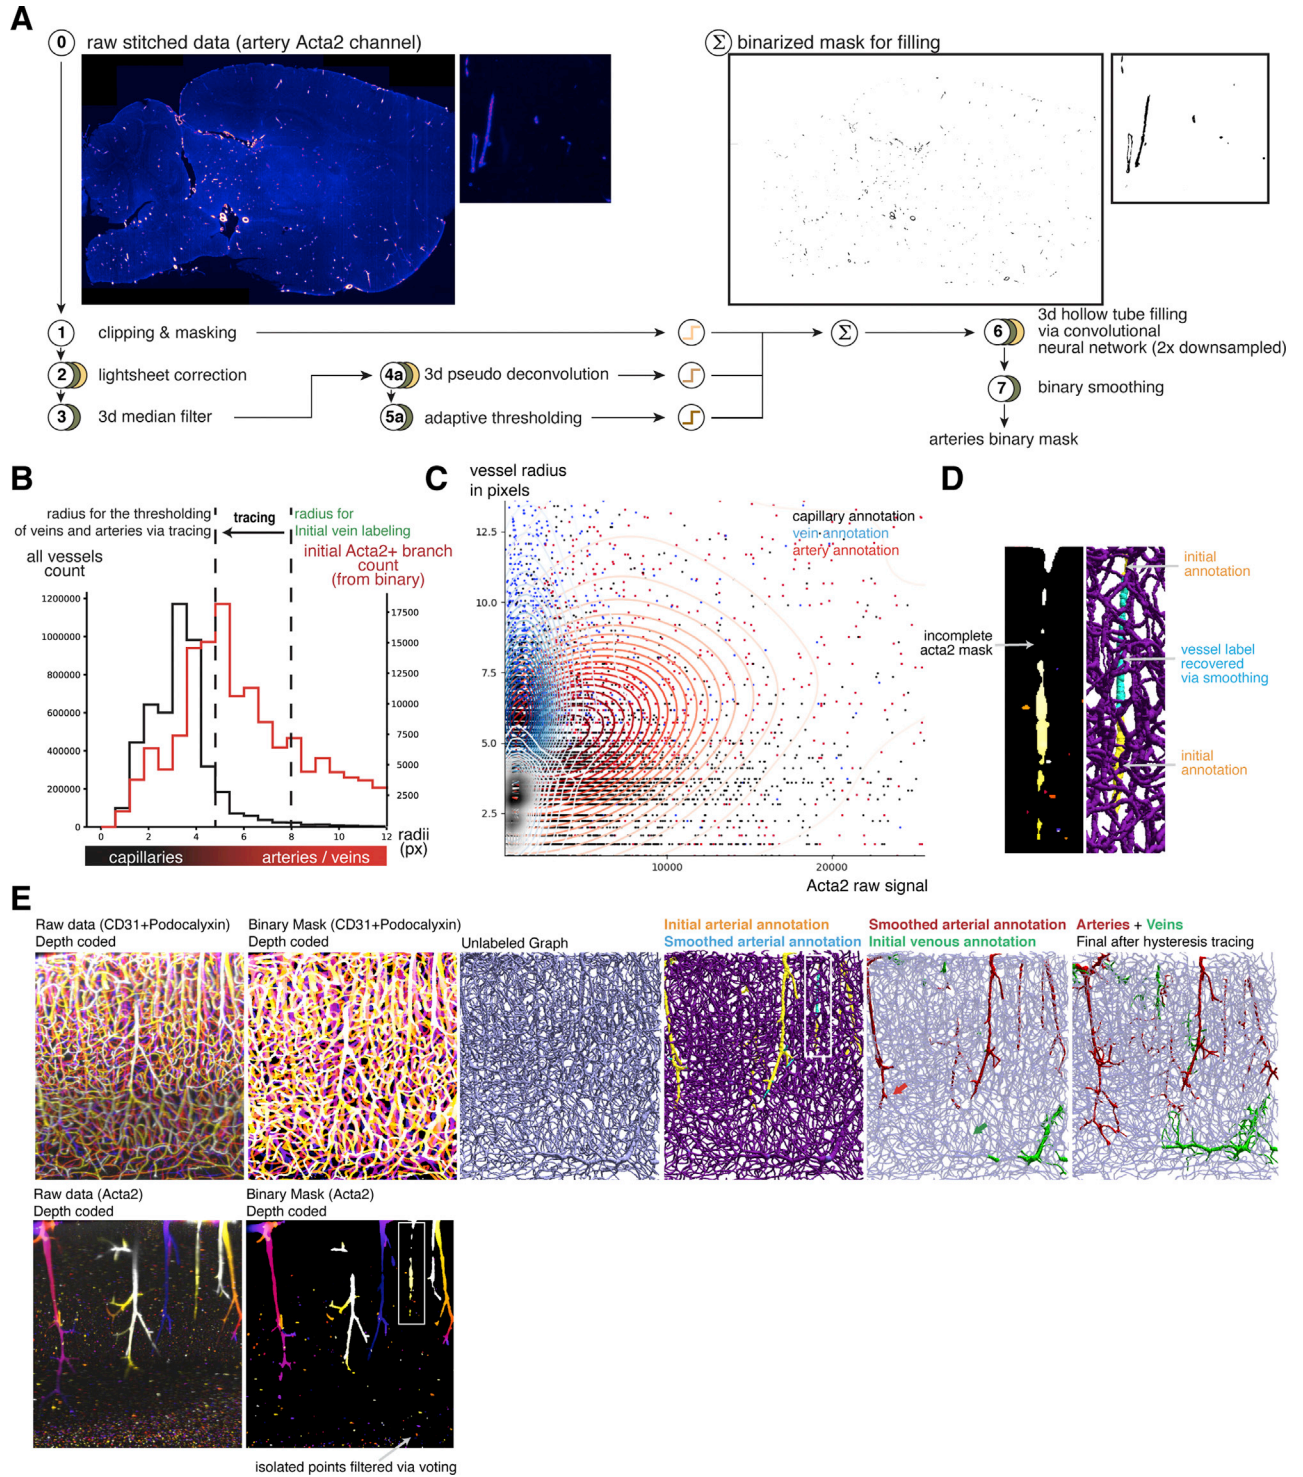 A
0 raw stitched data (artery Acta2 channel)
Σ binarized mask for filling
1 clipping & masking
Σ
6 3d hollow tube filling
via convolutional
neural network (2x downsampled)
2 lightsheet correction
4a 3d pseudo deconvolution
3 3d median filter
5a adaptive thresholding
7 binary smoothing
arteries binary mask
B
radius for the thresholding
of veins and arteries via tracing
tracing
radius for
Initial vein labeling
all vessels
count
initial Acta2+ branch
count
(from binary)
1200000
1000000
800000
600000
400000
200000
0
17500
15000
12500
10000
7500
5000
2500
0 2 4 6 8 10 12
radii
(px)
capillaries arteries / veins
C
vessel radius
in pixels
capillary annotation
vein annotation
artery annotation
12.5
10.0
7.5
5.0
2.5
10000 20000
Acta2 raw signal
D
incomplete
acta2 mask
initial
annotation
vessel label
recovered
via smoothing
initial
annotation
E
Raw data (CD31+Podocalyxin)
Depth coded
Binary Mask (CD31+Podocalyxin)
Depth coded
Unlabeled Graph
Initial arterial annotation
Smoothed arterial annotation
Smoothed arterial annotation
Initial venous annotation
Arteries + Veins
Final after hysteresis tracing
Raw data (Acta2)
Depth coded
Binary Mask (Acta2)
Depth coded
isolated points filtered via voting